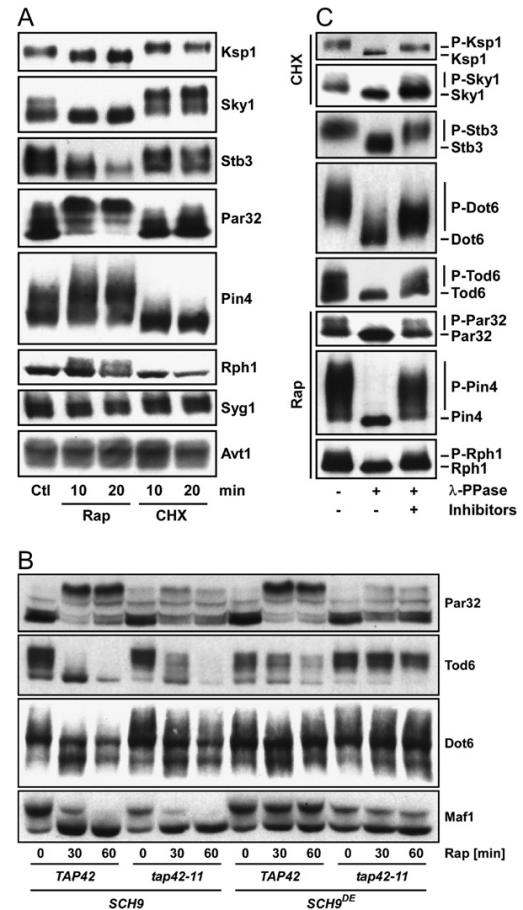 A
Ksp1
Sky1
Stb3
Par32
Pin4
Rph1
Syg1
Avt1
Ctl 10 20 10 20 min
Rap CHX
C
CHX
P-Ksp1
Ksp1
P-Sky1
Sky1
P-Stb3
Stb3
P-Dot6
Dot6
P-Tod6
Tod6
Rap
P-Par32
Par32
P-Pin4
Pin4
P-Rph1
Rph1
- + + λ-PPase
- - + Inhibitors
B
Par32
Tod6
Dot6
Maf1
0 30 60 0 30 60 0 30 60 0 30 60 Rap [min]
TAP42 tap42-11 TAP42 tap42-11
SCH9 SCH9DE